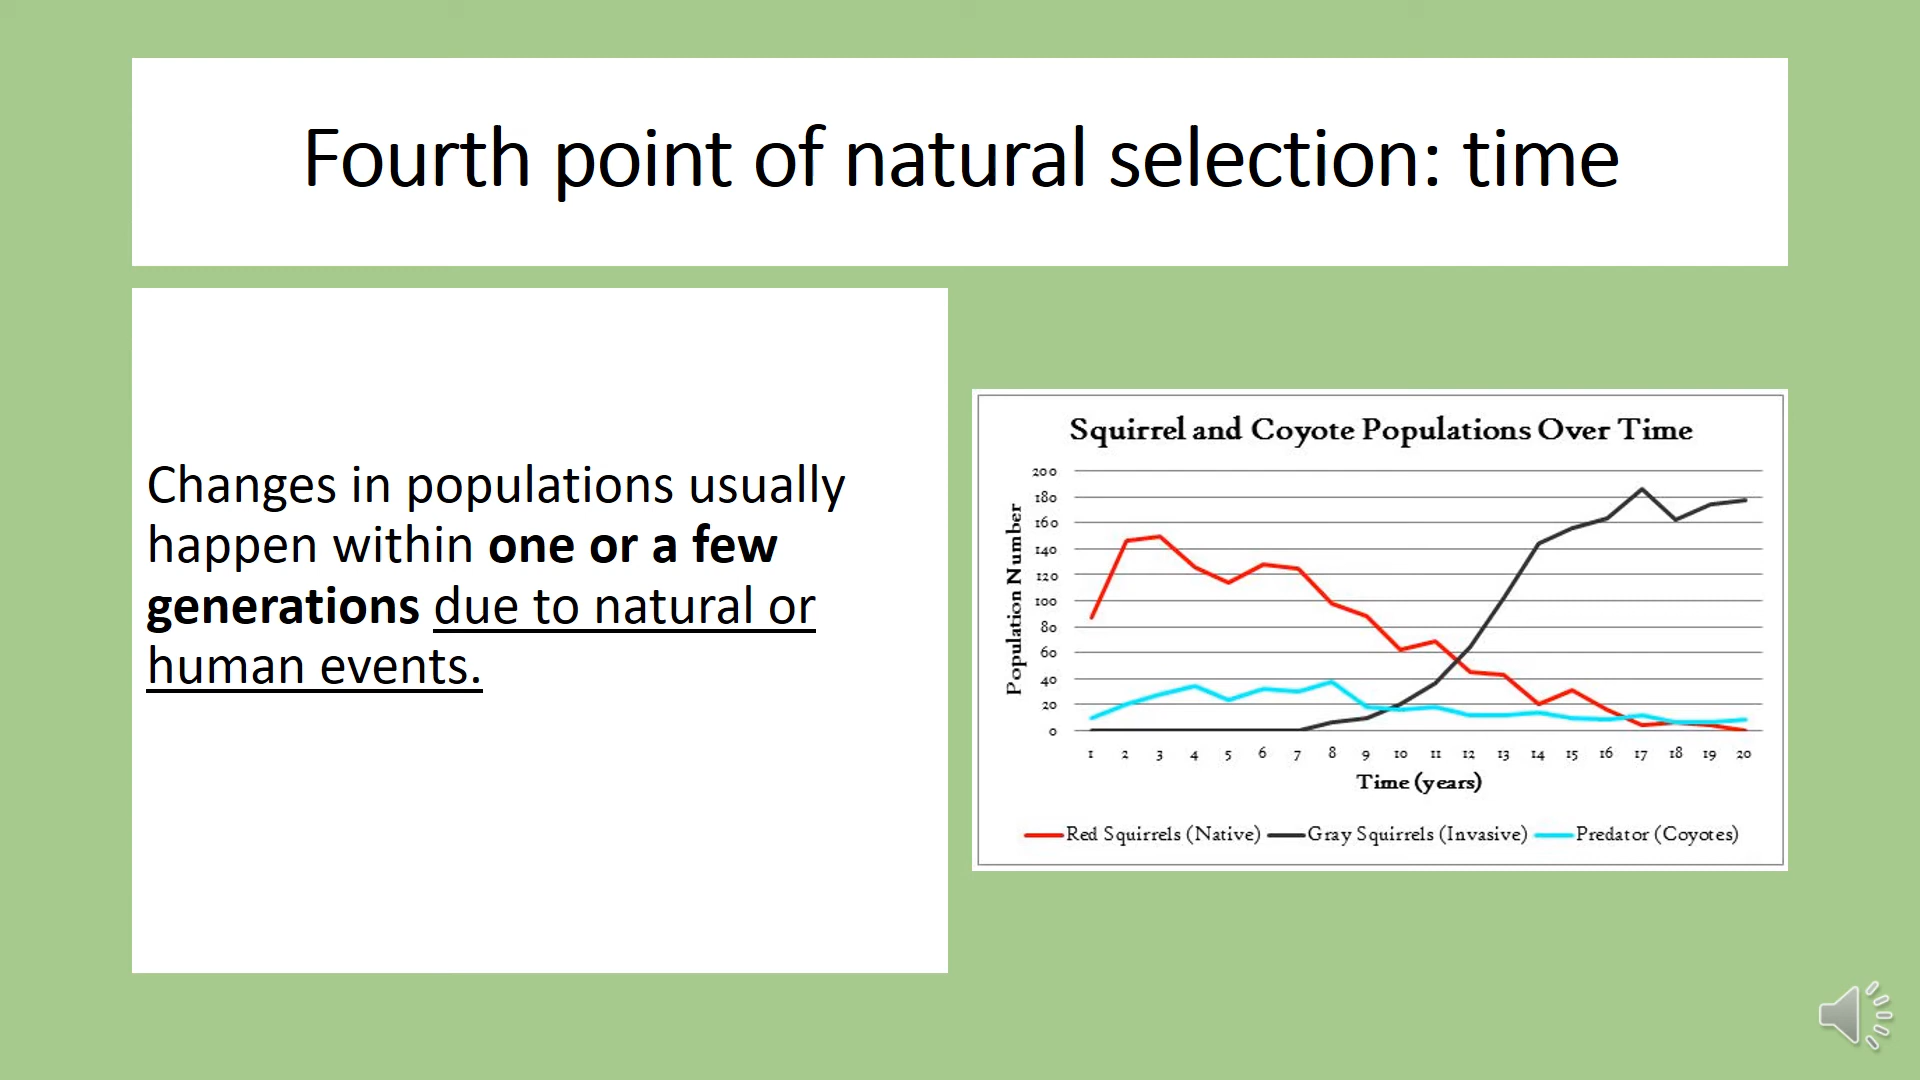 Fourth point of natural selection: time
Changes in populations usually
happen within one or a few
generations due to natural or
human events.
Squirrel and Coyote Populations Over Time
Population Number
200
180
160
140
120
100
80
60
40
20
0
1 2 3 4 5 6 7 8 9 10 11 12 13 14 15 16 17 18 19 20
Time (years)
Red Squirrels (Native) Gray Squirrels (Invasive) Predator (Coyotes)